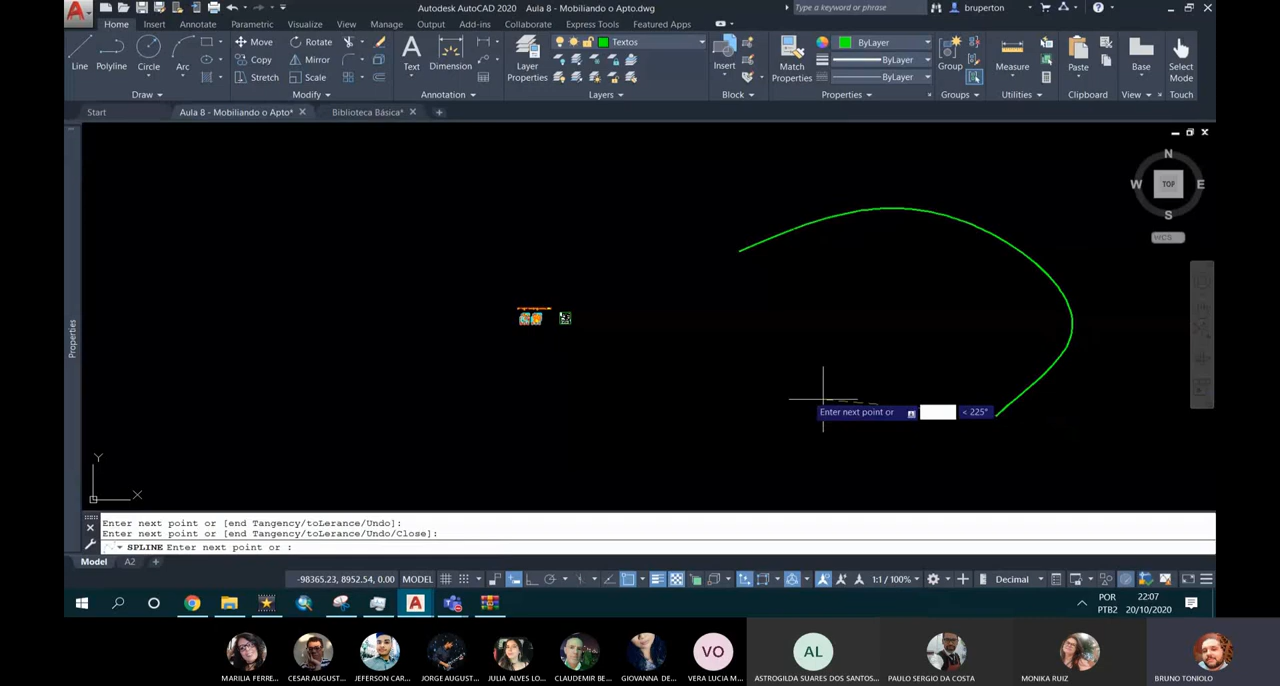 Autodesk AutoCAD 2020 Aula 8 - Mobiliando o Apto.dwg
Type a keyword or phrase
bruperton
Home Insert Annotate Parametric Visualize View Manage Output Add-ins Collaborate Express Tools Featured Apps
Line Polyline Circle Arc
Move Rotate
Copy Mirror
Stretch Scale
Text Dimension
Layer Properties
Textos
Insert
Match Properties
ByLayer
ByLayer
ByLayer
Group
Measure
Paste
Base
Select Mode
Draw Modify Annotation Layers Block Properties Groups Utilities Clipboard View Touch
Start Aula 8 - Mobiliando o Apto* Biblioteca Básica*
N
W TOP E
S
WCS
Properties
Enter next point or < 225°
Y
X
Enter next point or [end Tangency/toLerance/Undo]:
Enter next point or [end Tangency/toLerance/Undo/Close]:
SPLINE Enter next point or :
Model A2
-98365.23, 8952.54, 0.00 MODEL 1:1 / 100% Decimal
POR 22:07
PTB2 20/10/2020
VO AL
MARILIA FERRE... CESAR AUGUST... JEFERSON CAR... JORGE AUGUST... JULIA ALVES LO... CLAUDEMIR BE... GIOVANNA DE... VERA LUCIA M... ASTROGILDA SUARES DOS SANTOS... PAULO SERGIO DA COSTA MONIKA RUIZ BRUNO TONIOLO